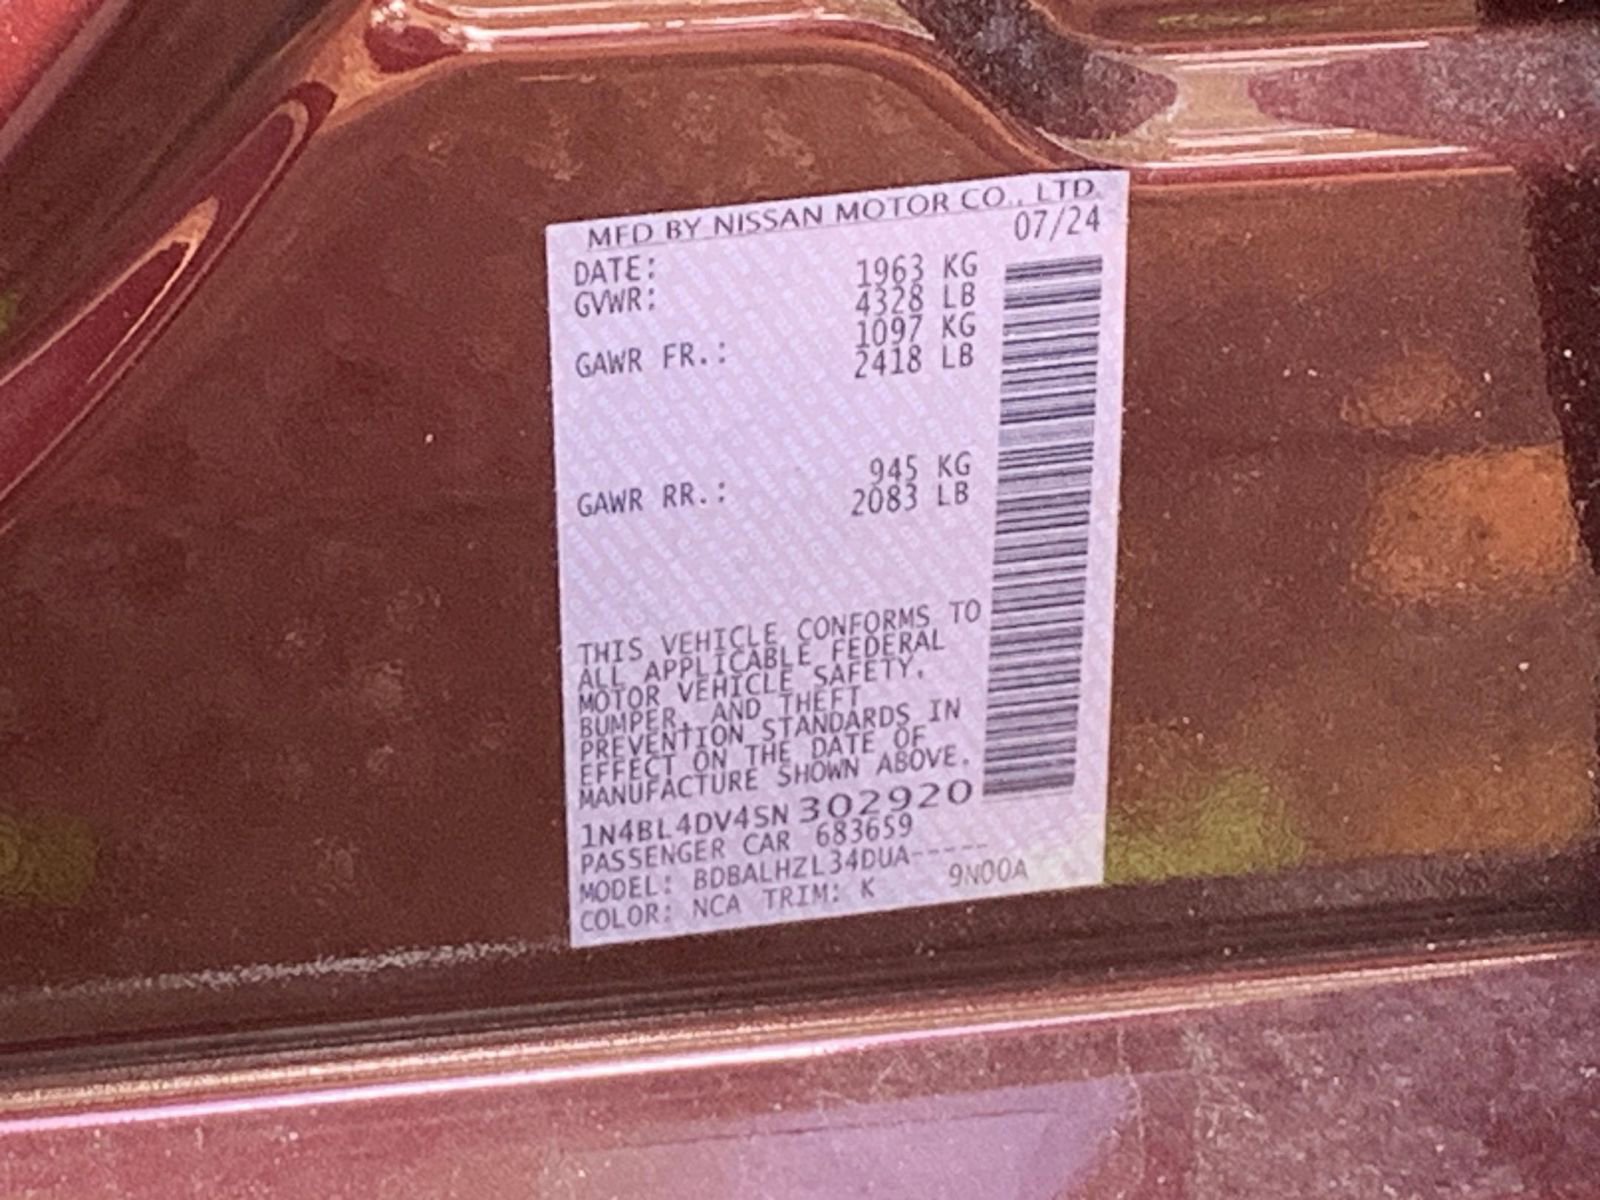 MFD BY NISSAN MOTOR CO., LTD.
DATE: 07/24
GVWR: 1963 KG
4328 LB
GAWR FR.: 1097 KG
2418 LB
GAWR RR.: 945 KG
2083 LB
THIS VEHICLE CONFORMS TO
ALL APPLICABLE FEDERAL
MOTOR VEHICLE SAFETY,
BUMPER, AND THEFT
PREVENTION STANDARDS IN
EFFECT ON THE DATE OF
MANUFACTURE SHOWN ABOVE.
1N4BL4DV4SN302920
PASSENGER CAR 683659
MODEL: BDBALHZL34DUA-----
COLOR: NCA TRIM: K 9N00A